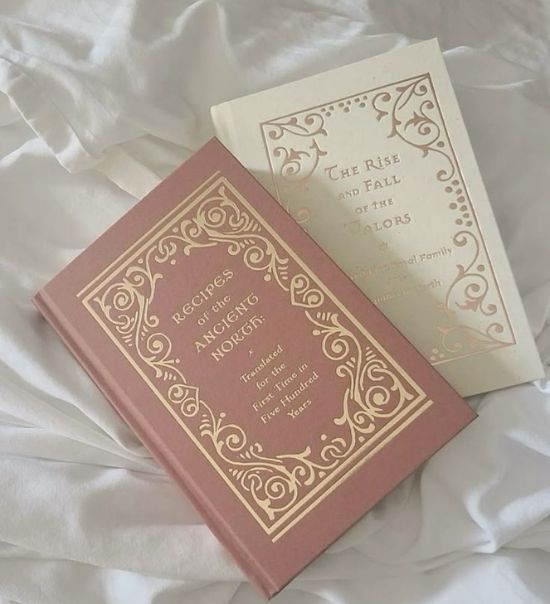 RECIPES
of the
ANCIENT
NORTH:
Translated
for the
First Time in
Five Hundred
Years
THE RISE
AND FALL
OF THE
VALORS
Family